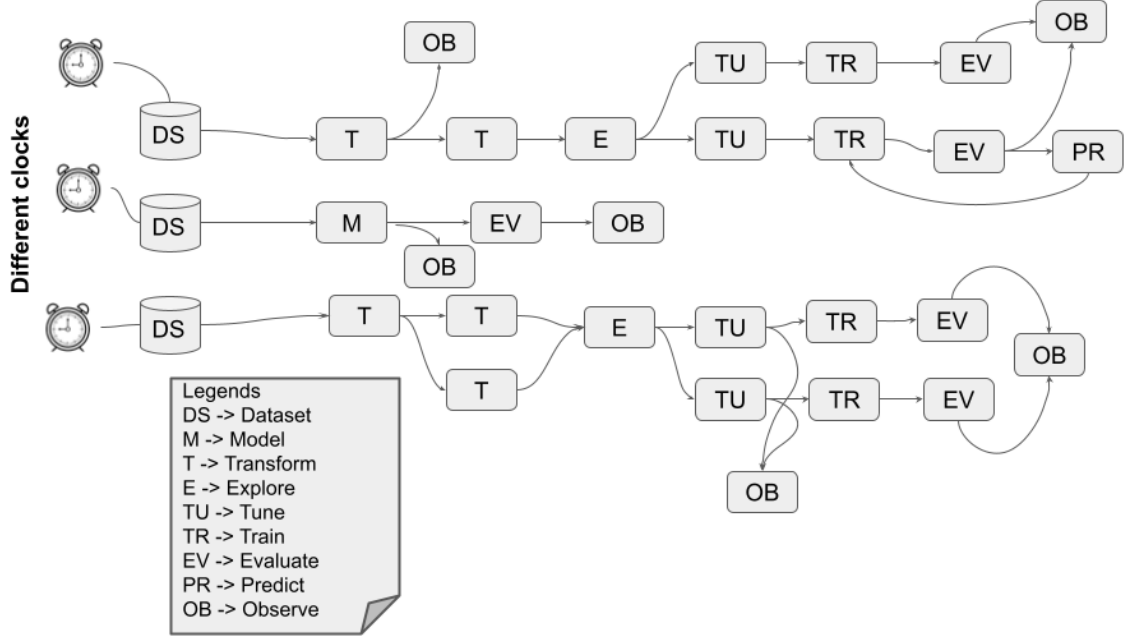 Different clocks
OB
OB
TU
TR
EV
DS
T
T
E
TU
TR
EV
PR
DS
M
EV
OB
OB
DS
T
T
E
TU
TR
EV
OB
T
TU
TR
EV
OB
Legends
DS -> Dataset
M -> Model
T -> Transform
E -> Explore
TU -> Tune
TR -> Train
EV -> Evaluate
PR -> Predict
OB -> Observe